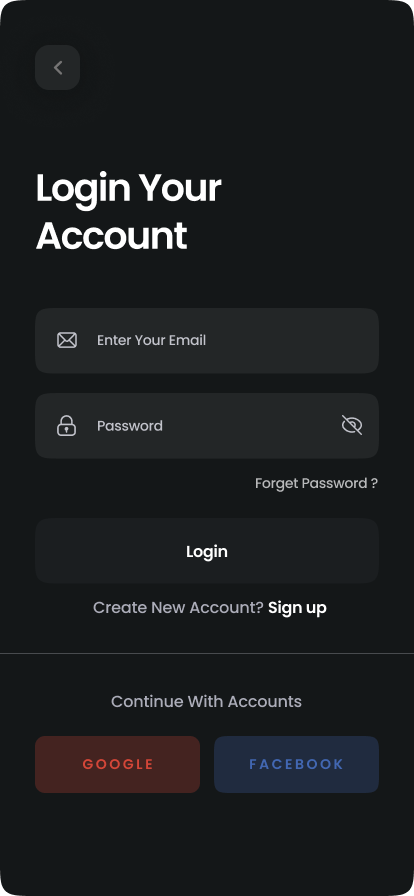 Login Your
Account
Enter Your Email
Password
Forget Password ?
Login
Create New Account? Sign up
Continue With Accounts
GOOGLE
FACEBOOK